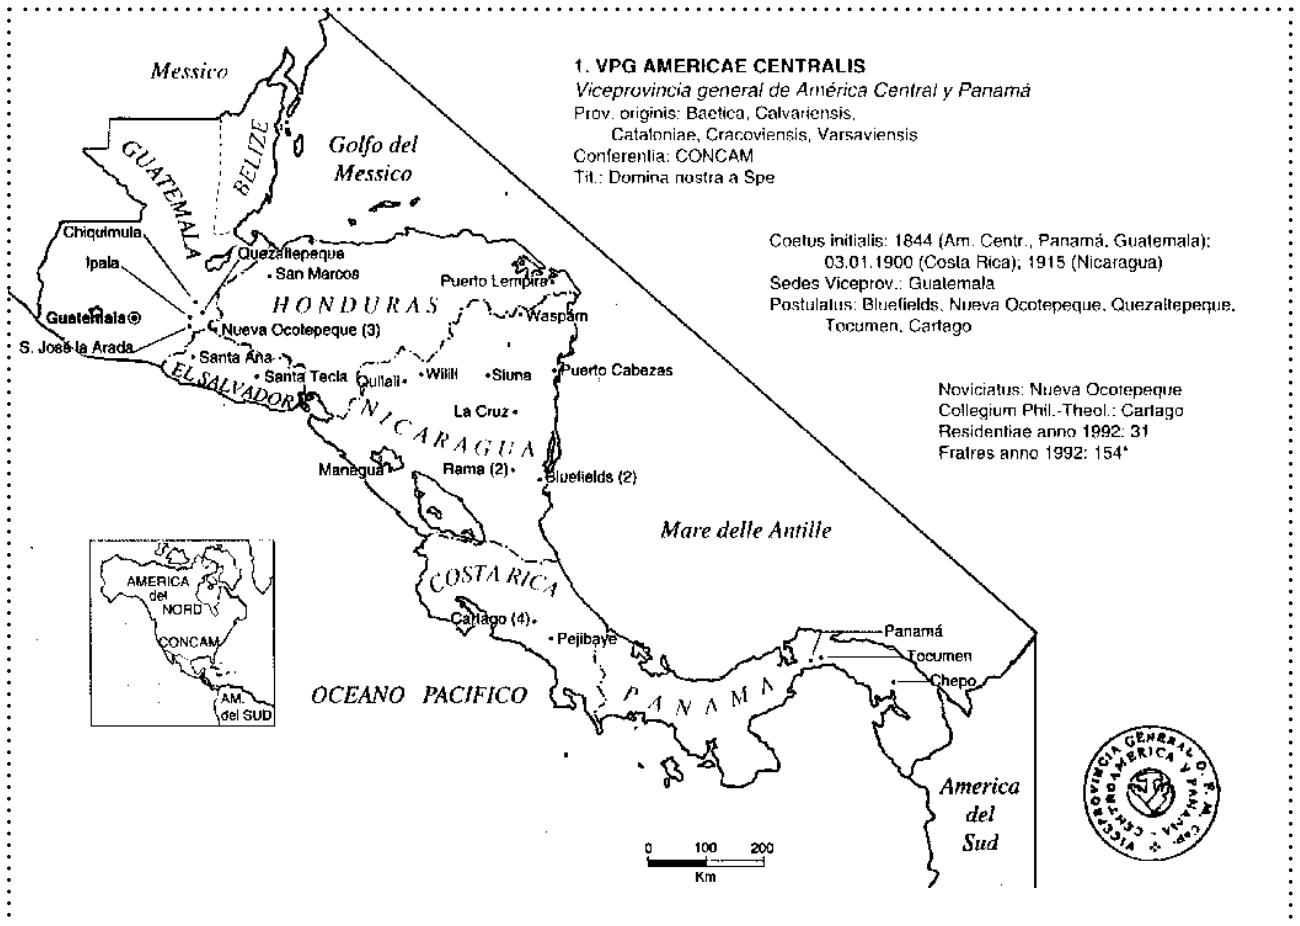 1. VPG AMERICAE CENTRALIS
Viceprovincia general de América Central y Panamá
Prov. originis: Baetica, Calvariensis,
Cataloniae, Cracoviensis, Varsaviensis
Conferentia: CONCAM
Tit.: Domina nostra a Spe
Coetus initialis: 1844 (Am. Centr., Panamá, Guatemala);
03.01.1900 (Costa Rica); 1915 (Nicaragua)
Sedes Viceprov.: Guatemala
Postulatus: Bluefields, Nueva Ocotepeque, Quezaltepeque,
Tocumen, Cartago
Noviciatus: Nueva Ocotepeque
Collegium Phil.-Theol.: Cartago
Residentiae anno 1992: 31
Fratres anno 1992: 154*
Messico
Golfo del
Messico
GUATEMALA
BELIZE
Chiquimula
Ipala
Quezaltepeque
San Marcos
Puerto Lempira
HONDURAS
Guatemala
Nueva Ocotepeque (3)
Waspam
S. José la Arada
Santa Ana
EL SALVADOR
Santa Tecla
Quilali
Wilili
Siuna
Puerto Cabezas
La Cruz
NICARAGUA
Managua
Rama (2)
Bluefields (2)
Mare delle Antille
COSTA RICA
Cartago (4)
Pejibaye
Panamá
Tocumen
Chepo
PANAMA
OCEANO PACIFICO
America
del
Sud
AMERICA
del
NORD
CONCAM
AM.
del SUD
0 100 200
Km
VICEPROVINCIA GENERAL O. F. M. CAP.
CENTROAMERICA Y PANAMA